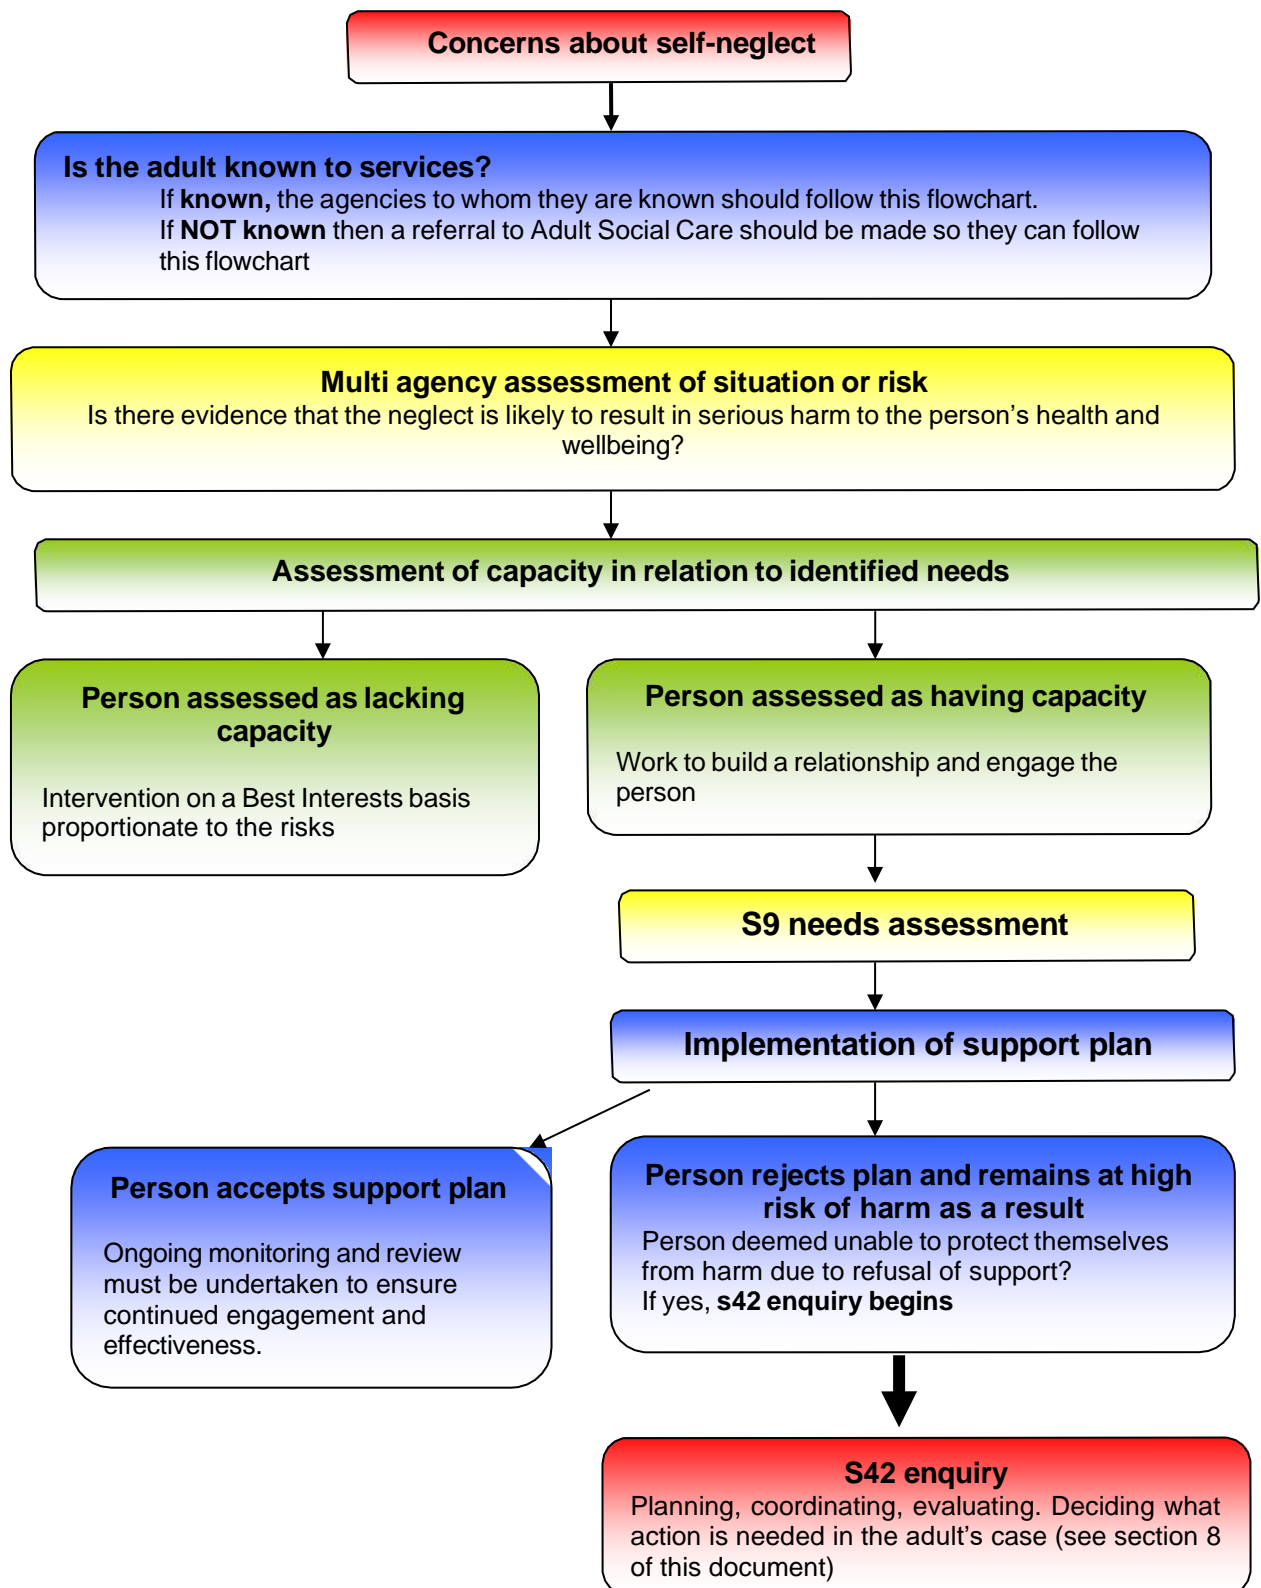 Concerns about self-neglect
Is the adult known to services?
If known, the agencies to whom they are known should follow this flowchart.
If NOT known then a referral to Adult Social Care should be made so they can follow
this flowchart
Multi agency assessment of situation or risk
Is there evidence that the neglect is likely to result in serious harm to the person’s health and
wellbeing?
Assessment of capacity in relation to identified needs
Person assessed as lacking
capacity
Intervention on a Best Interests basis
proportionate to the risks
Person assessed as having capacity
Work to build a relationship and engage the
person
S9 needs assessment
Implementation of support plan
Person accepts support plan
Ongoing monitoring and review
must be undertaken to ensure
continued engagement and
effectiveness.
Person rejects plan and remains at high
risk of harm as a result
Person deemed unable to protect themselves
from harm due to refusal of support?
If yes, s42 enquiry begins
S42 enquiry
Planning, coordinating, evaluating. Deciding what
action is needed in the adult’s case (see section 8
of this document)